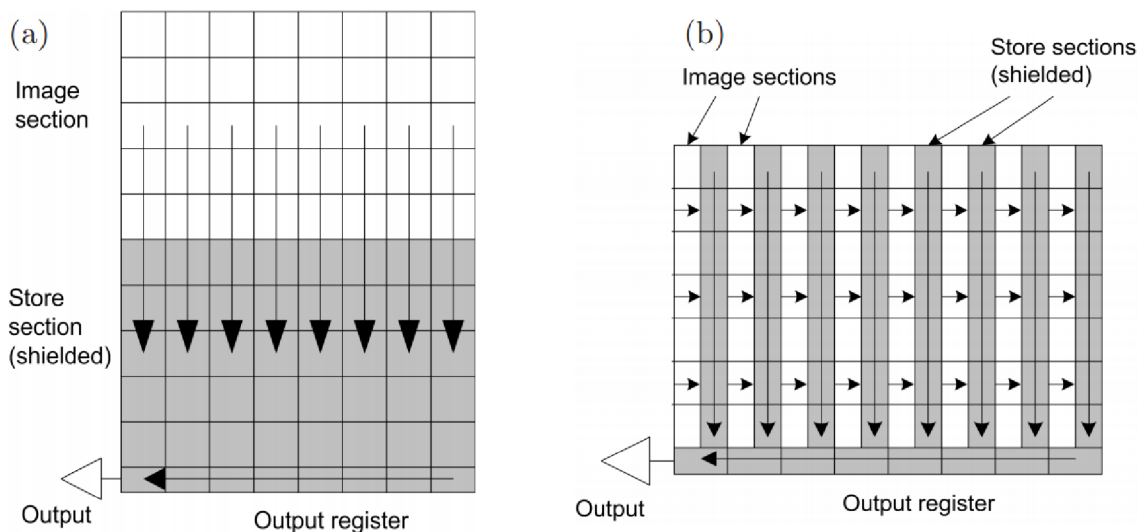 (a)
Image
section
Store
section
(shielded)
Output
Output register
(b)
Image sections
Store sections
(shielded)
Output
Output register